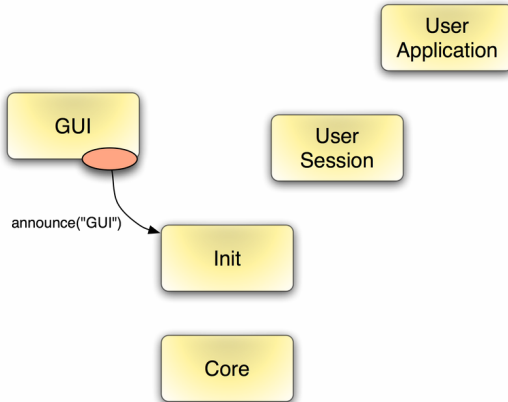 User
Application
GUI
User
Session
announce("GUI")
Init
Core